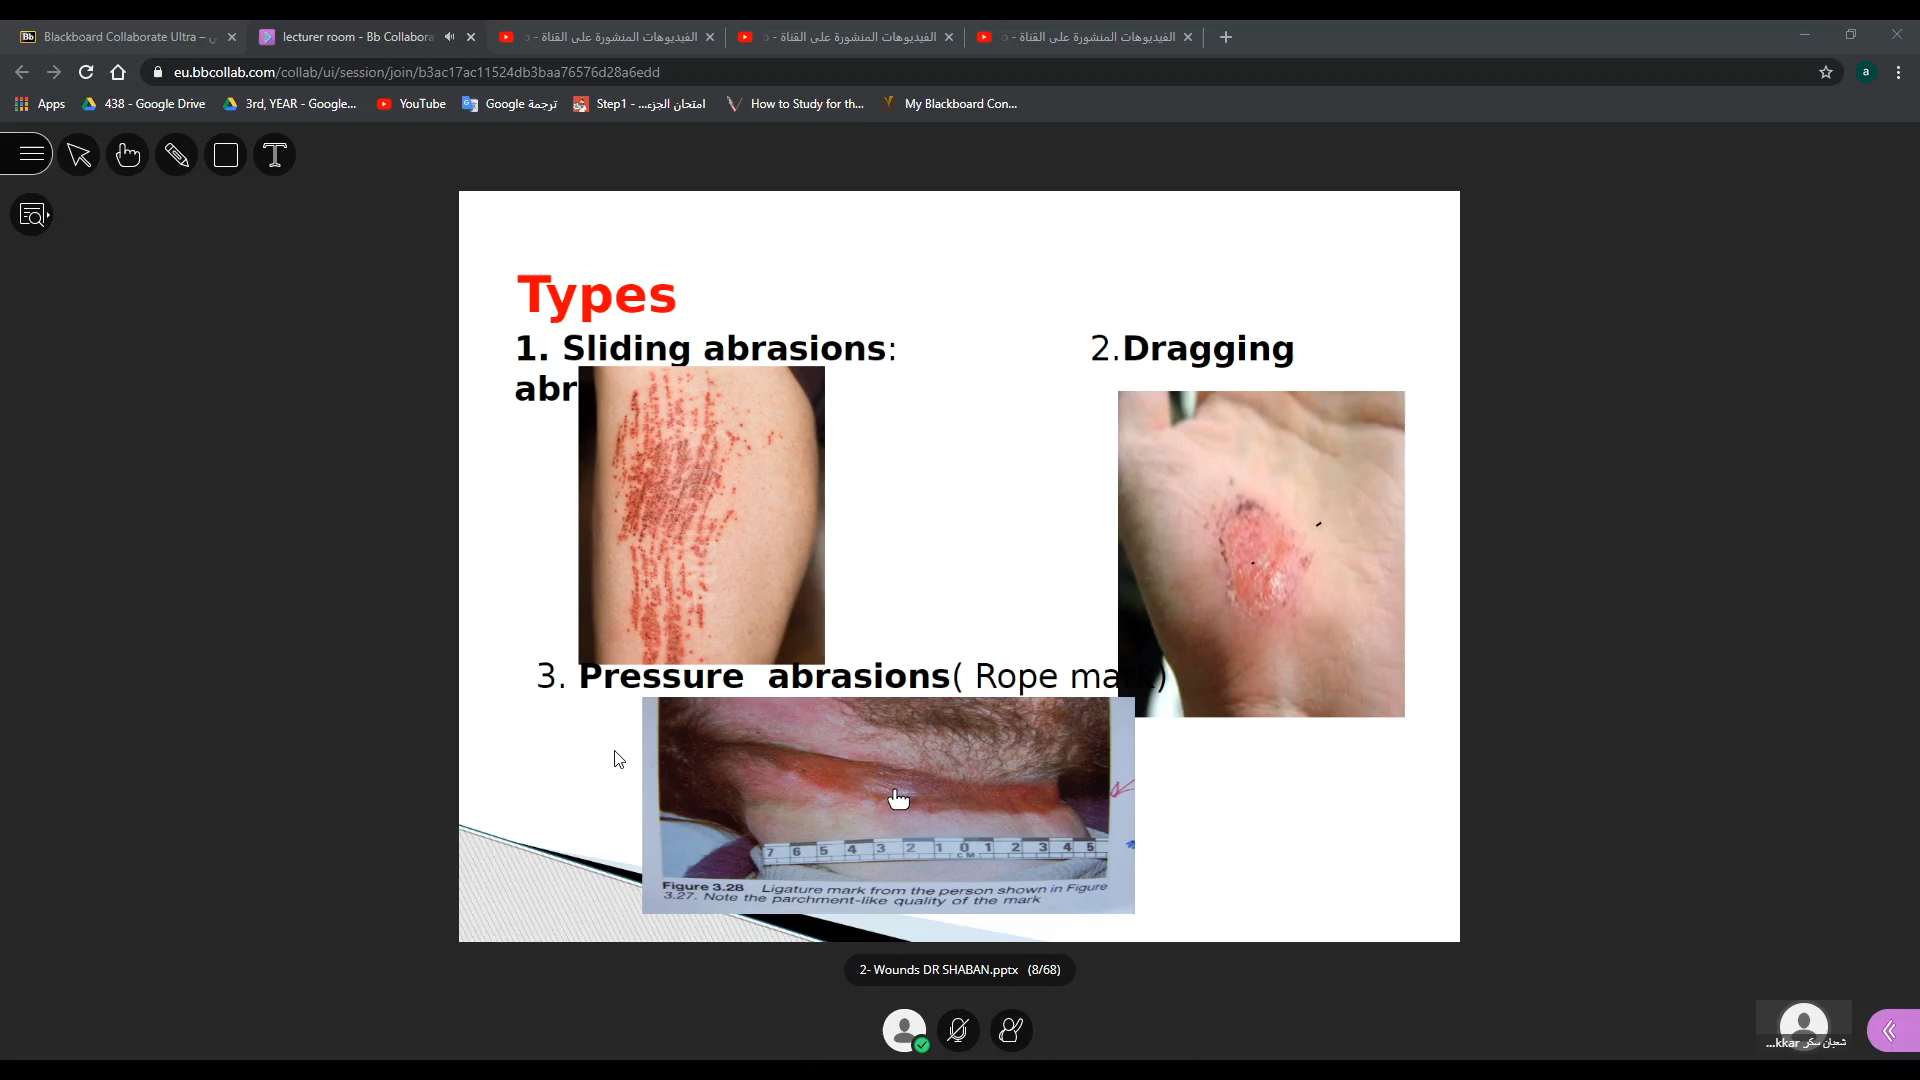 Blackboard Collaborate Ultra –
lecturer room - Bb Collabora
الفيديوهات المنشورة على القناة -
الفيديوهات المنشورة على القناة -
الفيديوهات المنشورة على القناة -
eu.bbcollab.com/collab/ui/session/join/b3ac17ac11524db3baa76576d28a6edd
a
Apps
438 - Google Drive
3rd, YEAR - Google...
YouTube
ترجمة Google
امتحان الجزء... - Step1
How to Study for th...
My Blackboard Con...
Types
1. Sliding abrasions: 2.Dragging
abr
3. Pressure abrasions( Rope mark)
7 6 5 4 3 2 1 0 1 2 3 4 5
CM
Figure 3.28 Ligature mark from the person shown in Figure
3.27. Note the parchment-like quality of the mark
2- Wounds DR SHABAN.pptx (8/68)
شعبان سكر kkar...